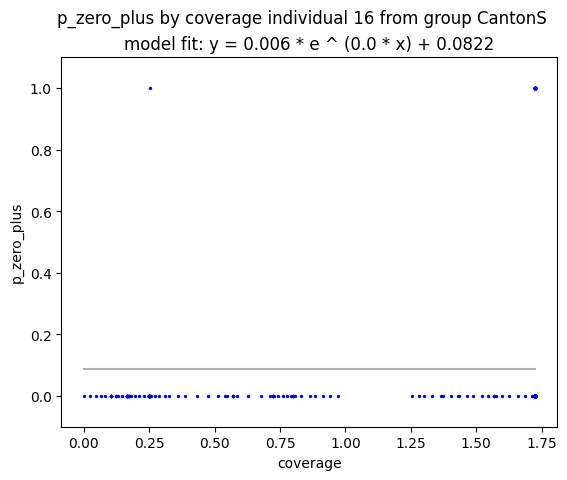 p_zero_plus by coverage individual 16 from group CantonS
model fit: y = 0.006 * e ^ (0.0 * x) + 0.0822
1.0
0.8
0.6
0.4
0.2
0.0
p_zero_plus
0.00 0.25 0.50 0.75 1.00 1.25 1.50 1.75
coverage